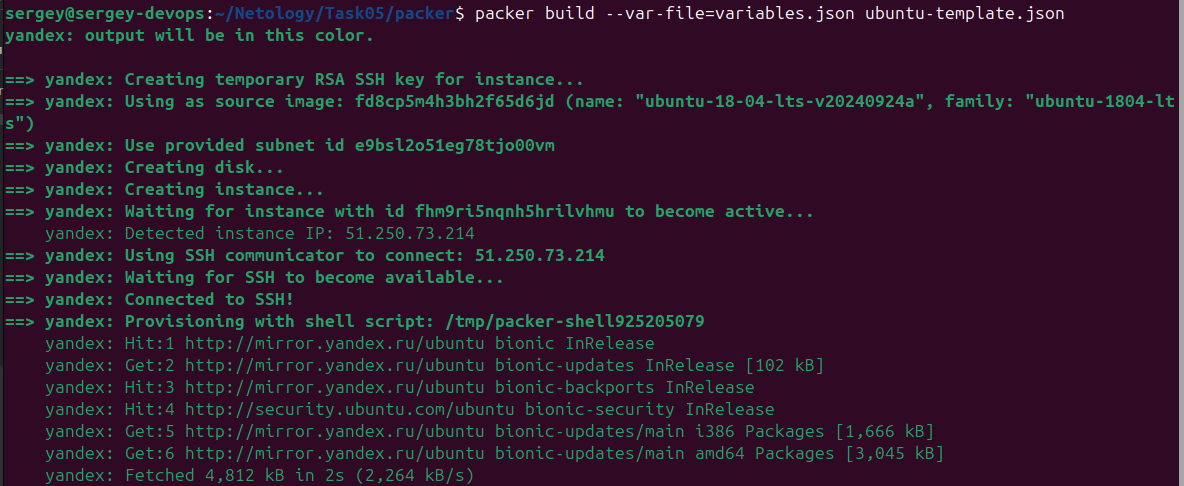 sergey@sergey-devops:~/Netology/Task05/packer$ packer build --var-file=variables.json ubuntu-template.json
yandex: output will be in this color.
==> yandex: Creating temporary RSA SSH key for instance...
==> yandex: Using as source image: fd8cp5m4h3bh2f65d6jd (name: "ubuntu-18-04-lts-v20240924a", family: "ubuntu-1804-lt
s")
==> yandex: Use provided subnet id e9bsl2o51eg78tjo00vm
==> yandex: Creating disk...
==> yandex: Creating instance...
==> yandex: Waiting for instance with id fhm9ri5nqnh5hrilvhmu to become active...
yandex: Detected instance IP: 51.250.73.214
==> yandex: Using SSH communicator to connect: 51.250.73.214
==> yandex: Waiting for SSH to become available...
==> yandex: Connected to SSH!
==> yandex: Provisioning with shell script: /tmp/packer-shell925205079
yandex: Hit:1 http://mirror.yandex.ru/ubuntu bionic InRelease
yandex: Get:2 http://mirror.yandex.ru/ubuntu bionic-updates InRelease [102 kB]
yandex: Hit:3 http://mirror.yandex.ru/ubuntu bionic-backports InRelease
yandex: Hit:4 http://security.ubuntu.com/ubuntu bionic-security InRelease
yandex: Get:5 http://mirror.yandex.ru/ubuntu bionic-updates/main i386 Packages [1,666 kB]
yandex: Get:6 http://mirror.yandex.ru/ubuntu bionic-updates/main amd64 Packages [3,045 kB]
yandex: Fetched 4,812 kB in 2s (2,264 kB/s)